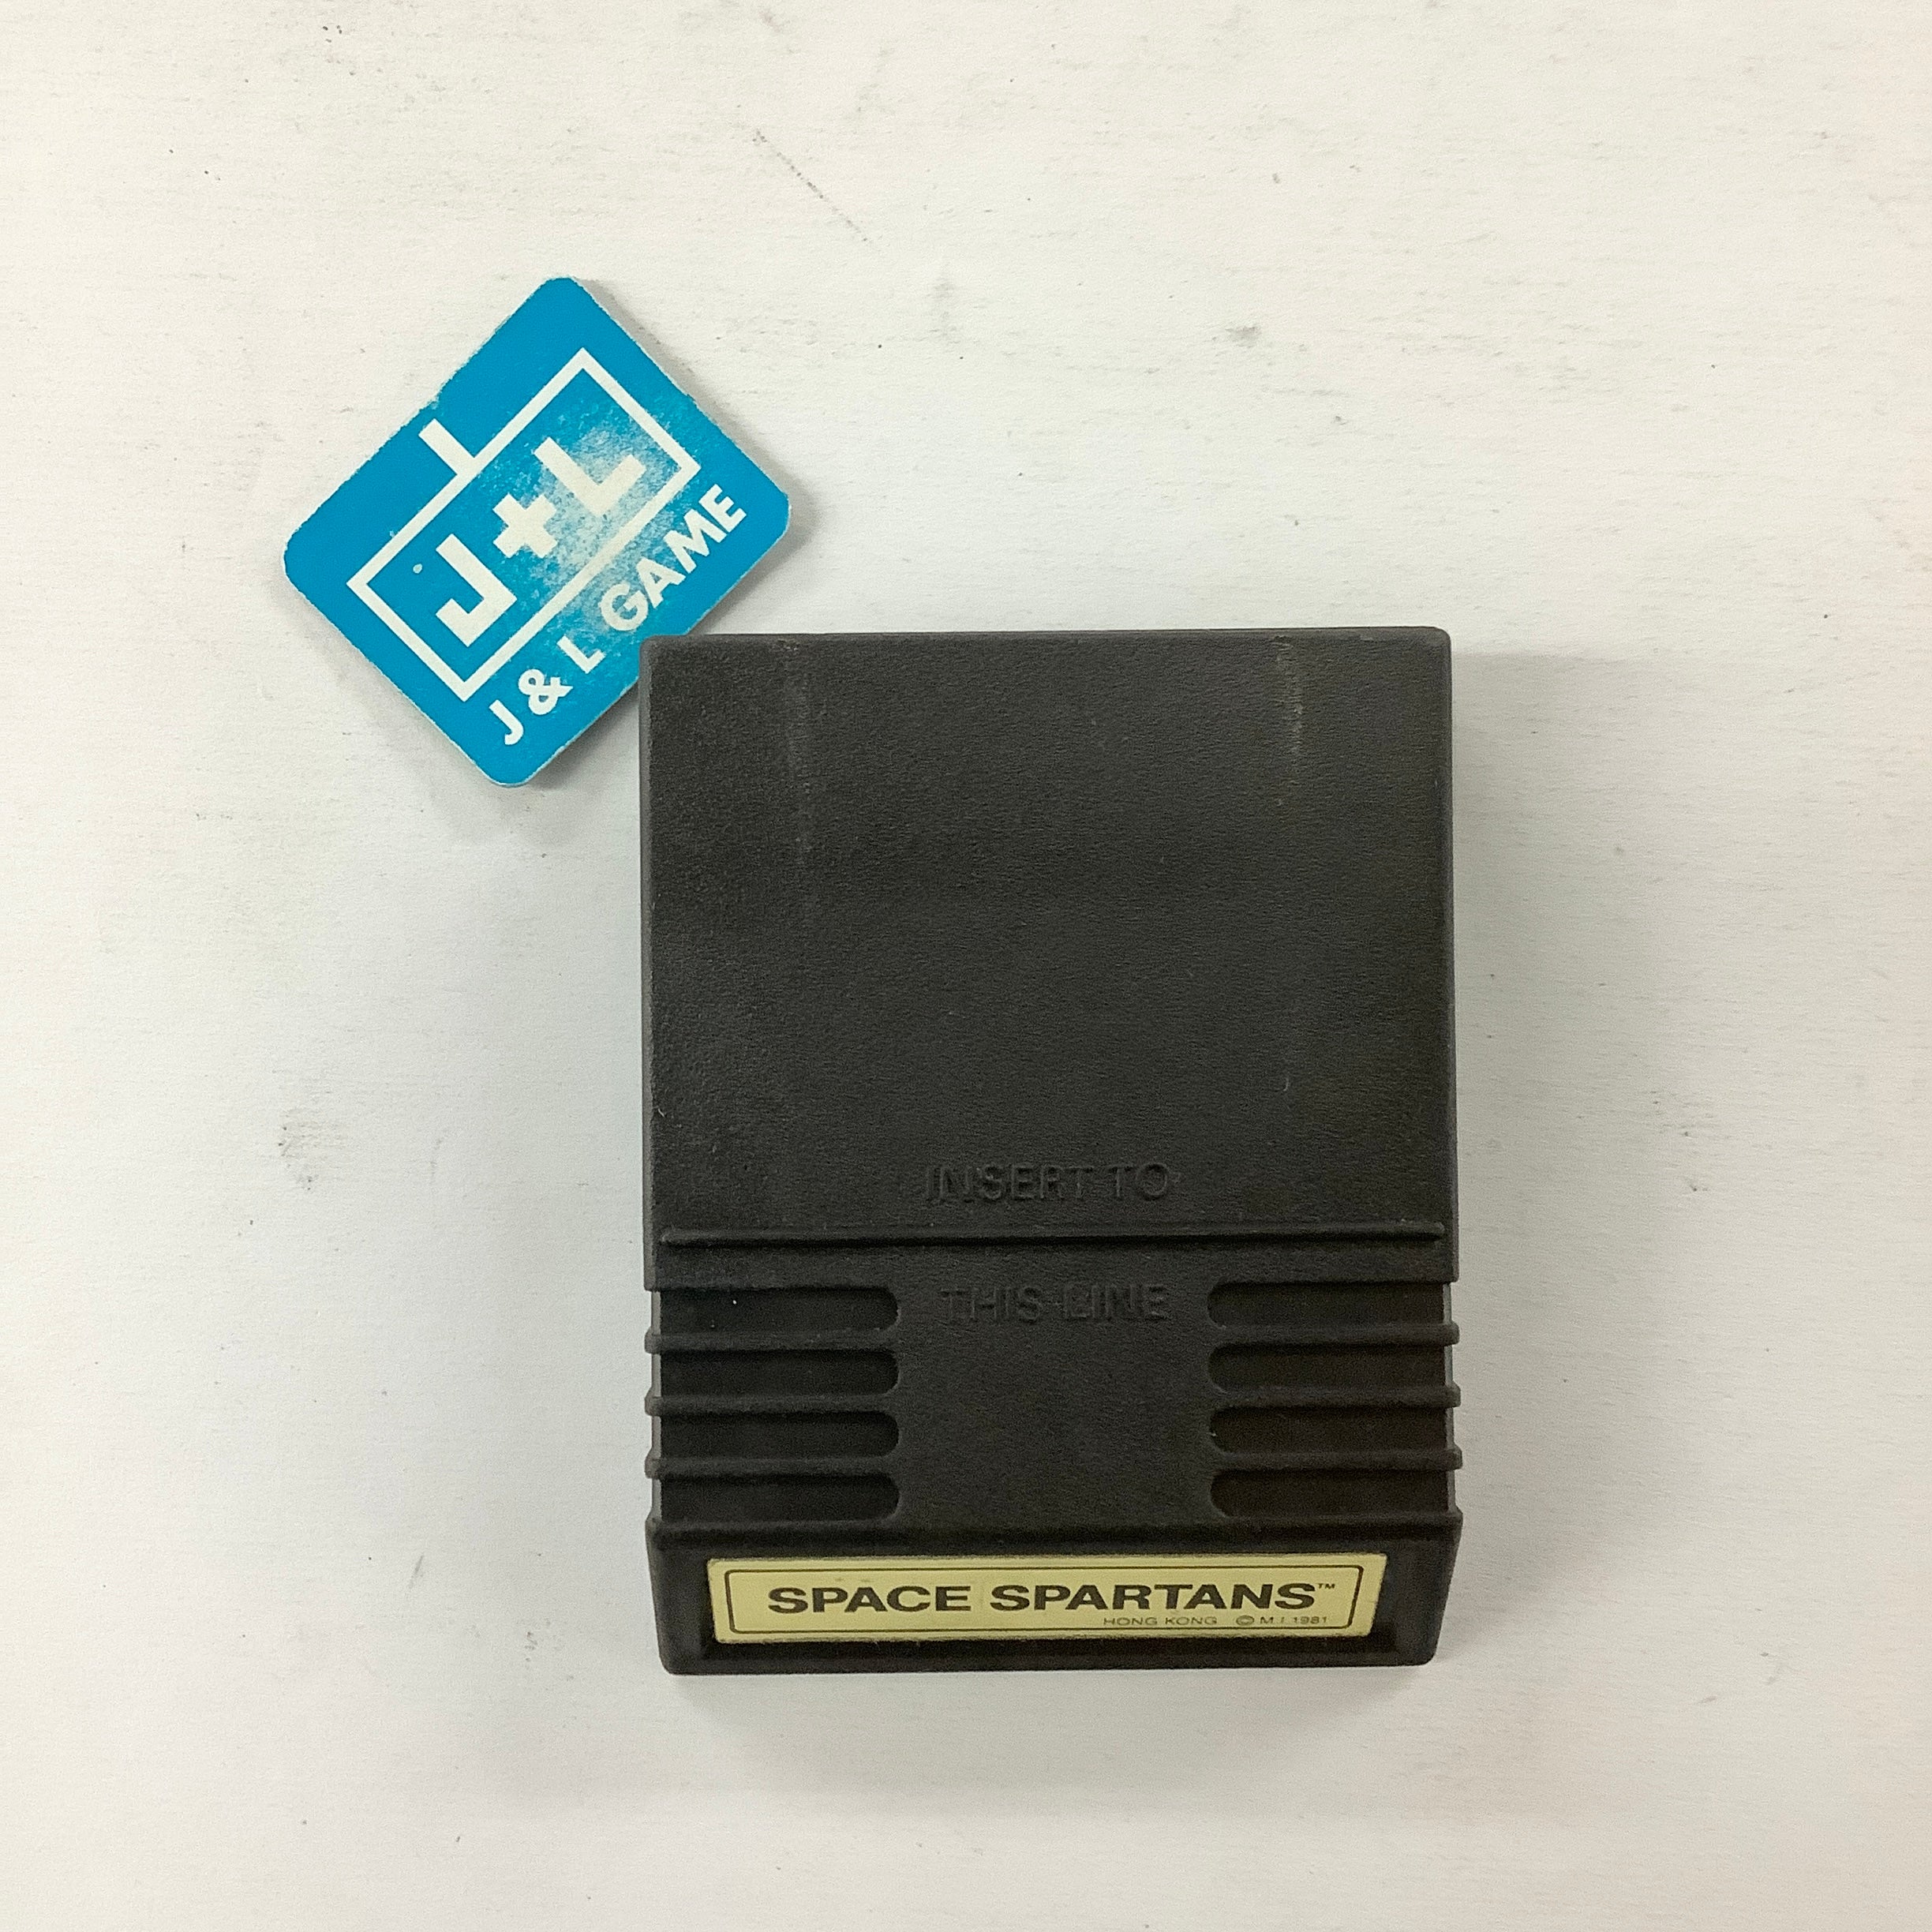 J+L
J & L GAME
INSERT TO
THIS LINE
SPACE SPARTANS™
HONG KONG © M I 1981